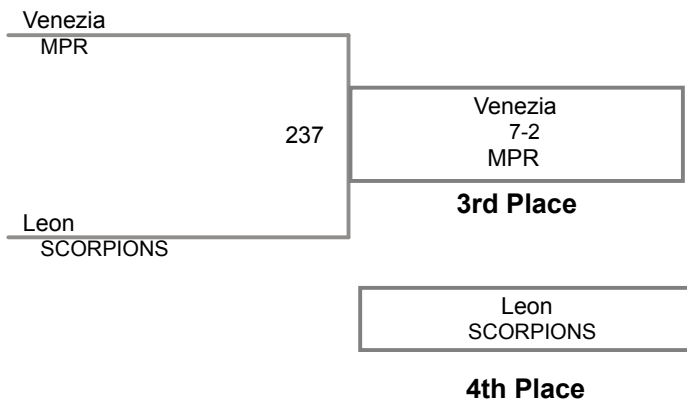 Venezia
MPR
237
Venezia
7-2
MPR
3rd Place
Leon
SCORPIONS
Leon
SCORPIONS
4th Place